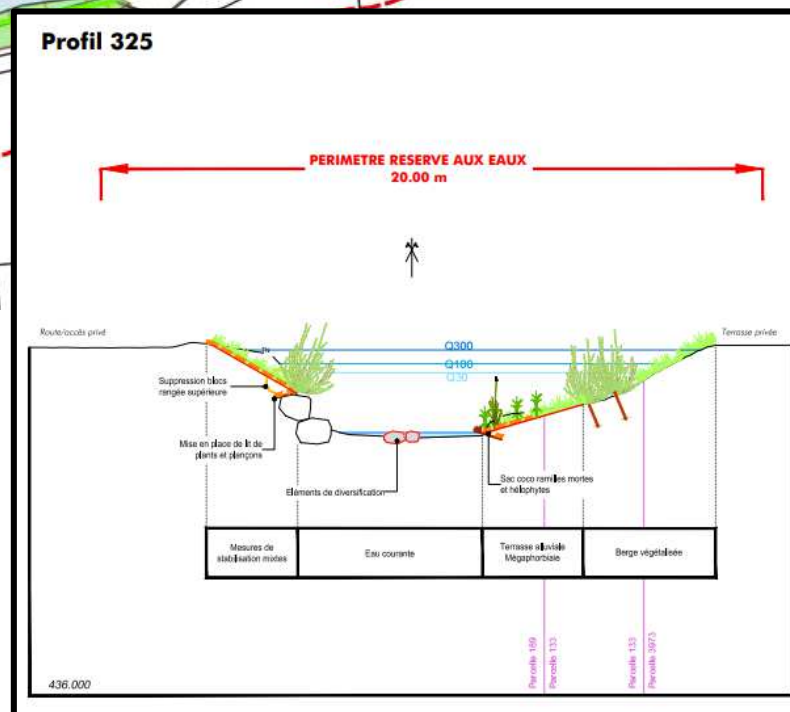 Profil 325
PERIMETRE RESERVE AUX EAUX
20.00 m
Route/accès privé
Terrasse privée
Q300
Q100
Q30
Suppression blocs
rangée supérieure
Mise en place de lit de
plants et plançons
Eléments de diversification
Sac coco ramilles mortes
et hélophytes
Mesures de
stabilisation mixtes
Eau courante
Terrasse alluviale
Mégaphorbiaie
Berge végétalisée
Parcelle 189
Parcelle 133
Parcelle 133
Parcelle 3973
436.000